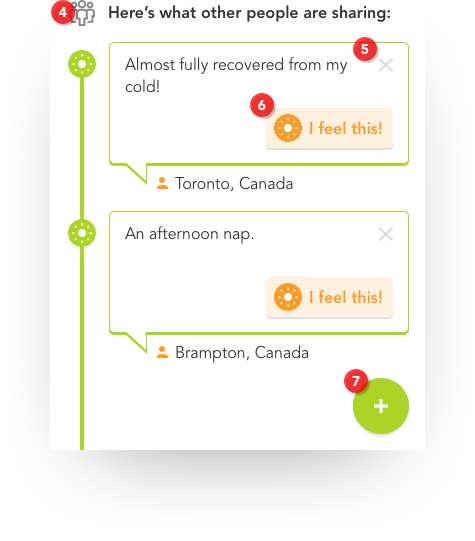 4 Here's what other people are sharing:
5
Almost fully recovered from my
cold!
6
I feel this!
Toronto, Canada
An afternoon nap.
I feel this!
Brampton, Canada
7
+